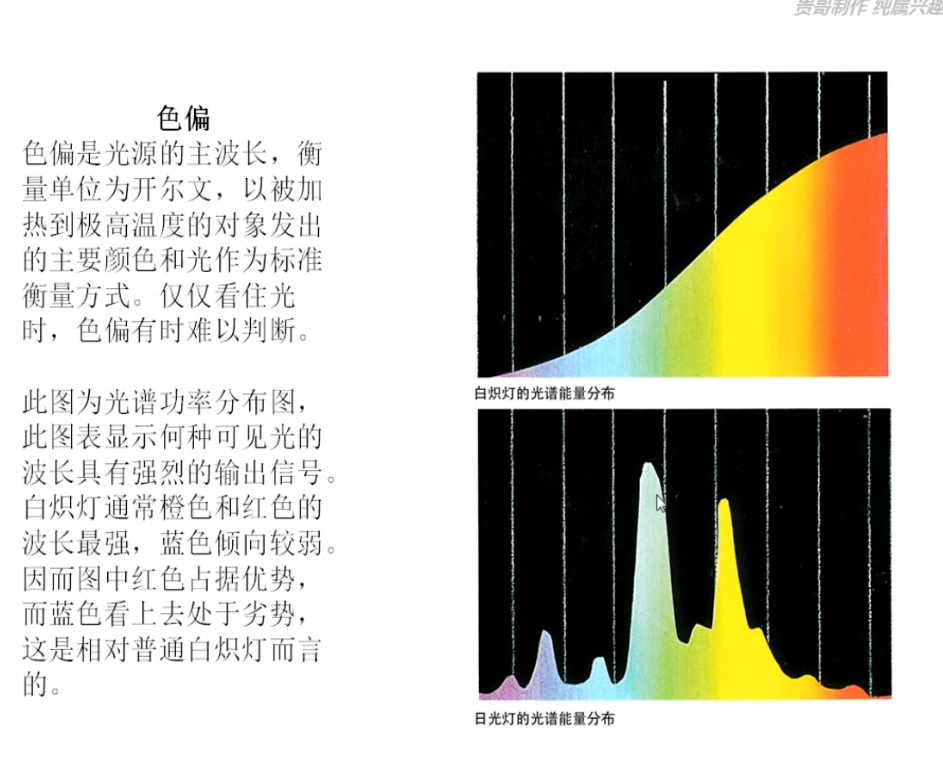 贵哥制作 纯属兴趣
色偏
色偏是光源的主波长，衡
量单位为开尔文，以被加
热到极高温度的对象发出
的主要颜色和光作为标准
衡量方式。仅仅看住光
时，色偏有时难以判断。
此图为光谱功率分布图，
此图表显示何种可见光的
波长具有强烈的输出信号。
白炽灯通常橙色和红色的
波长最强，蓝色倾向较弱。
因而图中红色占据优势，
而蓝色看上去处于劣势，
这是相对普通白炽灯而言
的。
白炽灯的光谱能量分布
日光灯的光谱能量分布